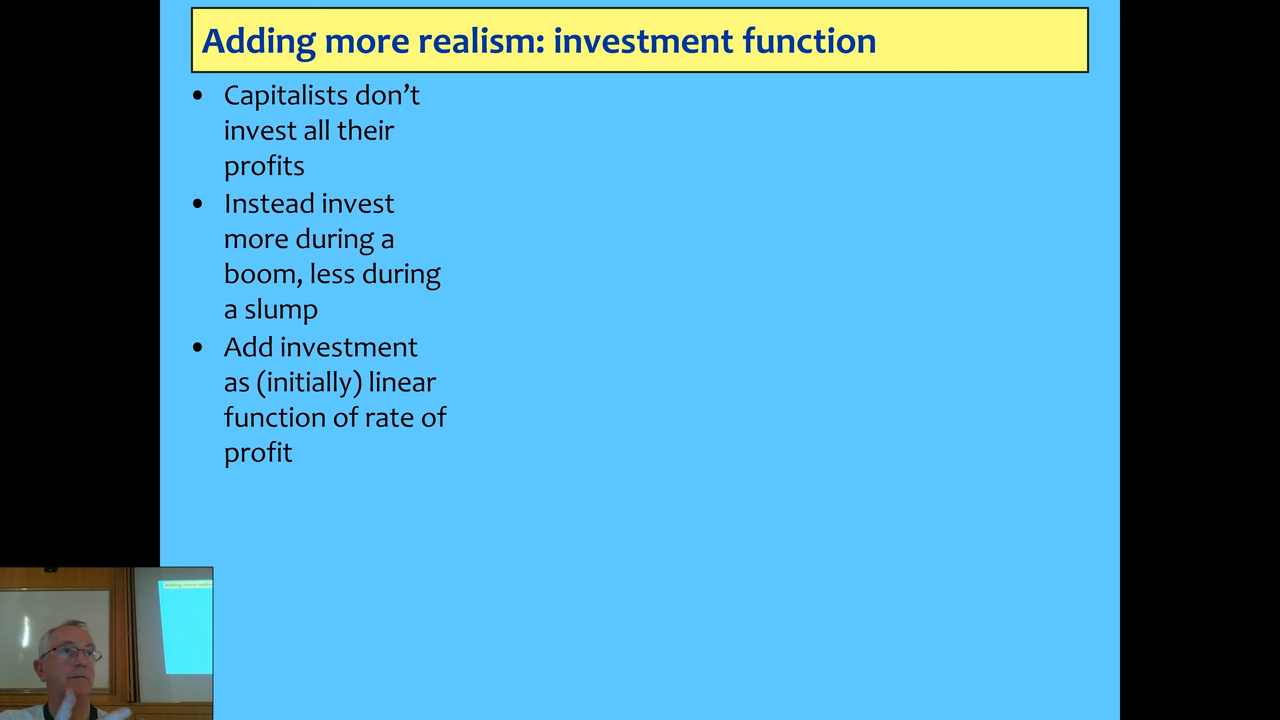 Adding more realism: investment function
• Capitalists don’t
invest all their
profits
• Instead invest
more during a
boom, less during
a slump
• Add investment
as (initially) linear
function of rate of
profit